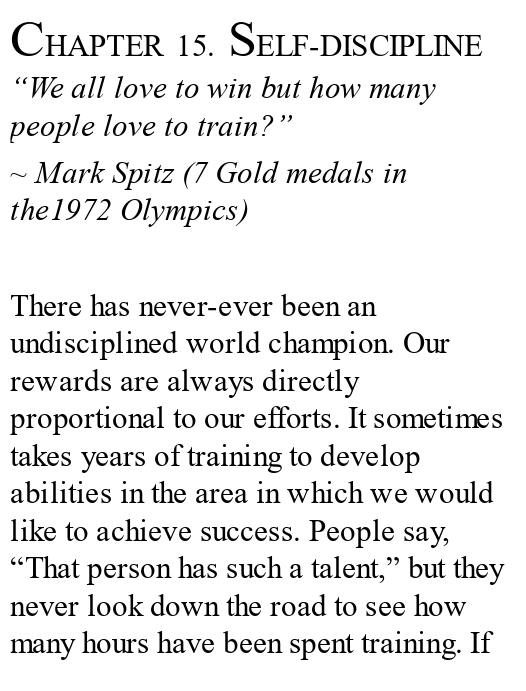 CHAPTER 15. SELF-DISCIPLINE
“We all love to win but how many
people love to train?”
~ Mark Spitz (7 Gold medals in
the1972 Olympics)
There has never-ever been an
undisciplined world champion. Our
rewards are always directly
proportional to our efforts. It sometimes
takes years of training to develop
abilities in the area in which we would
like to achieve success. People say,
“That person has such a talent,” but they
never look down the road to see how
many hours have been spent training. If